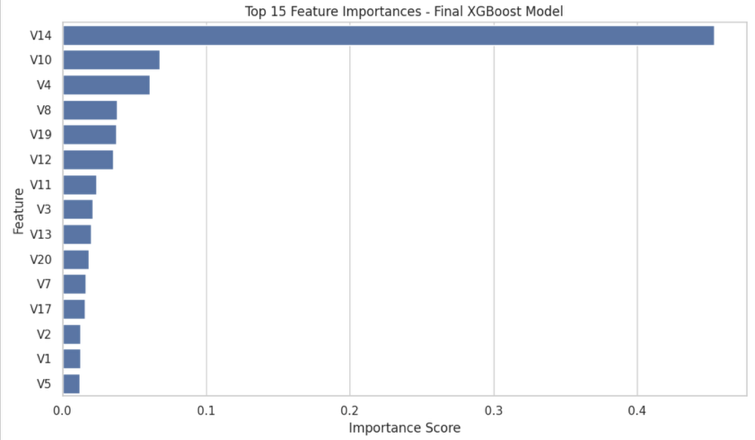 Top 15 Feature Importances - Final XGBoost Model
Feature
V14
V10
V4
V8
V19
V12
V11
V3
V13
V20
V7
V17
V2
V1
V5
0.0 0.1 0.2 0.3 0.4
Importance Score